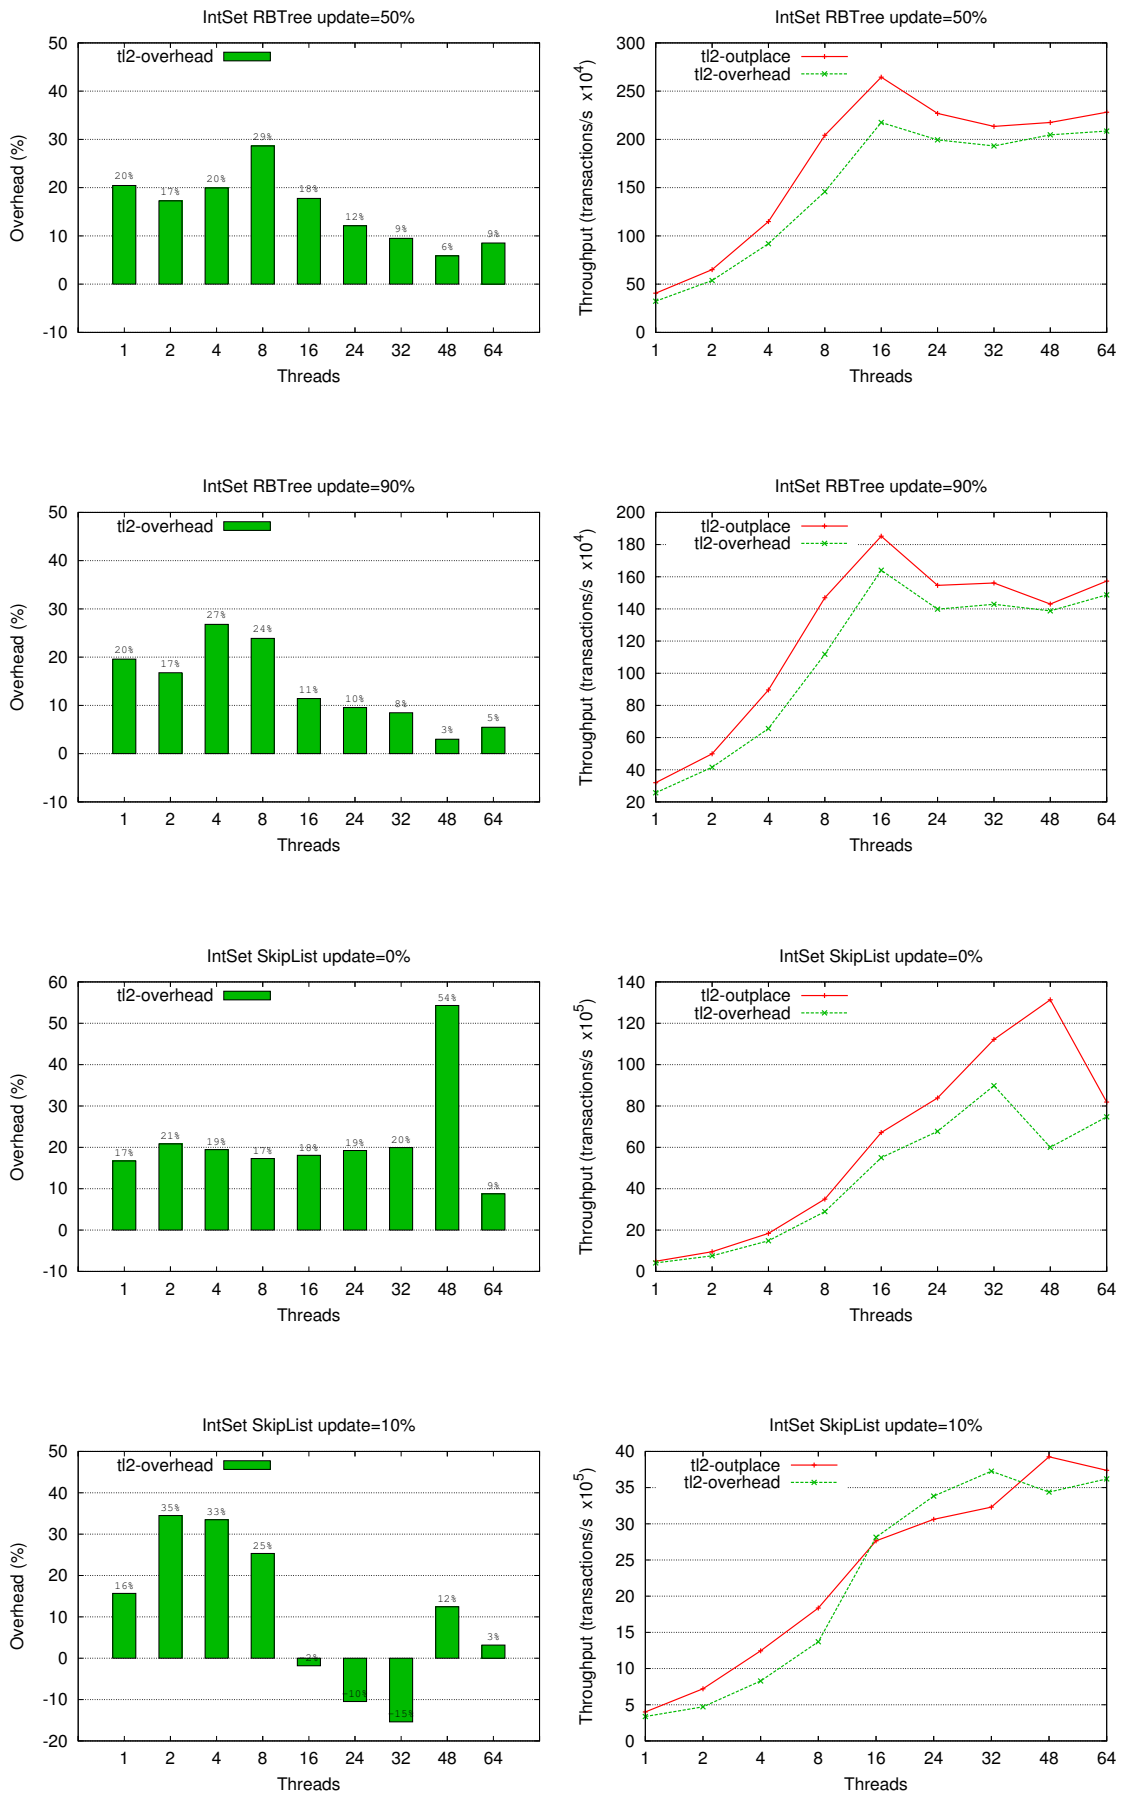 IntSet RBTree update=50%
tl2-overhead
50
40
30
20
10
0
-10
20%
17%
20%
29%
18%
12%
9%
6%
9%
1 2 4 8 16 24 32 48 64
Threads
Overhead (%)
IntSet RBTree update=50%
tl2-outplace
tl2-overhead
300
250
200
150
100
50
0
1 2 4 8 16 24 32 48 64
Threads
Throughput (transactions/s x10^4)
IntSet RBTree update=90%
tl2-overhead
50
40
30
20
10
0
-10
20%
17%
27%
24%
11%
10%
8%
3%
5%
1 2 4 8 16 24 32 48 64
Threads
Overhead (%)
IntSet RBTree update=90%
tl2-outplace
tl2-overhead
200
180
160
140
120
100
80
60
40
20
1 2 4 8 16 24 32 48 64
Threads
Throughput (transactions/s x10^4)
IntSet SkipList update=0%
tl2-overhead
60
50
40
30
20
10
0
-10
17%
21%
19%
17%
18%
19%
20%
54%
9%
1 2 4 8 16 24 32 48 64
Threads
Overhead (%)
IntSet SkipList update=0%
tl2-outplace
tl2-overhead
140
120
100
80
60
40
20
0
1 2 4 8 16 24 32 48 64
Threads
Throughput (transactions/s x10^5)
IntSet SkipList update=10%
tl2-overhead
50
40
30
20
10
0
-10
-20
16%
35%
33%
25%
-2%
-10%
-15%
12%
3%
1 2 4 8 16 24 32 48 64
Threads
Overhead (%)
IntSet SkipList update=10%
tl2-outplace
tl2-overhead
40
35
30
25
20
15
10
5
0
1 2 4 8 16 24 32 48 64
Threads
Throughput (transactions/s x10^5)